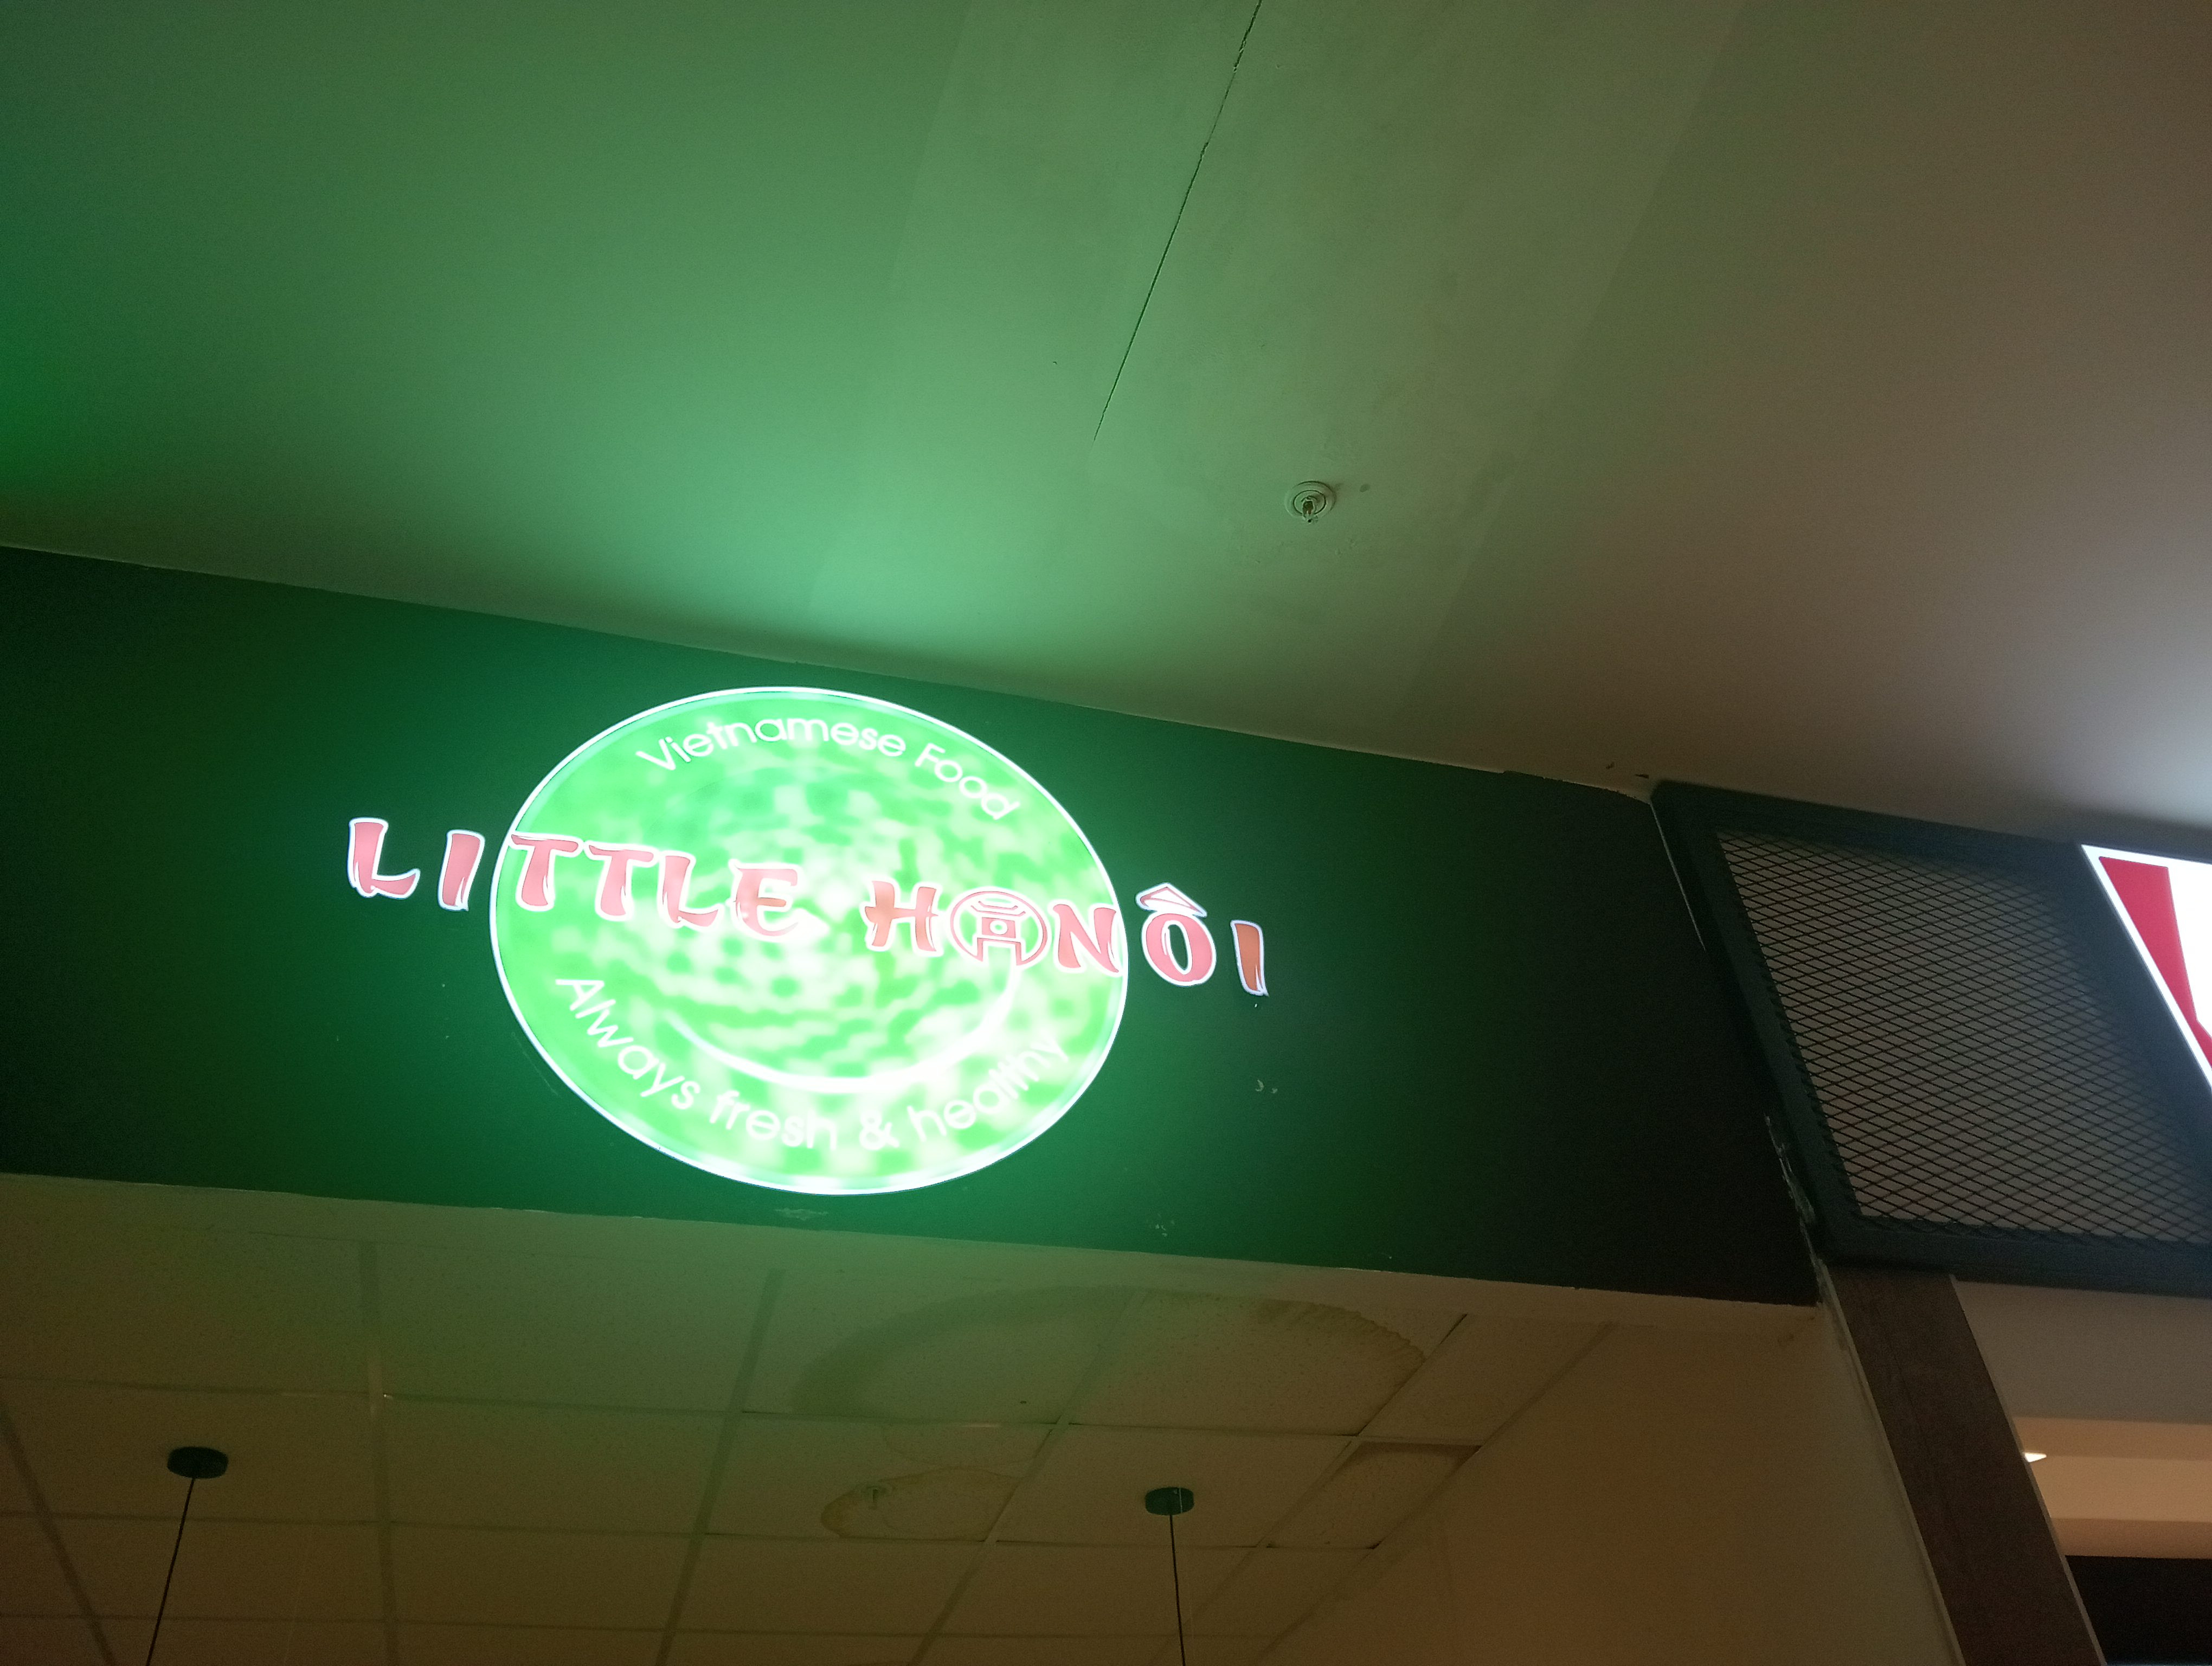 Vietnamese Food
LITTLE HANÔI
Always fresh & healthy